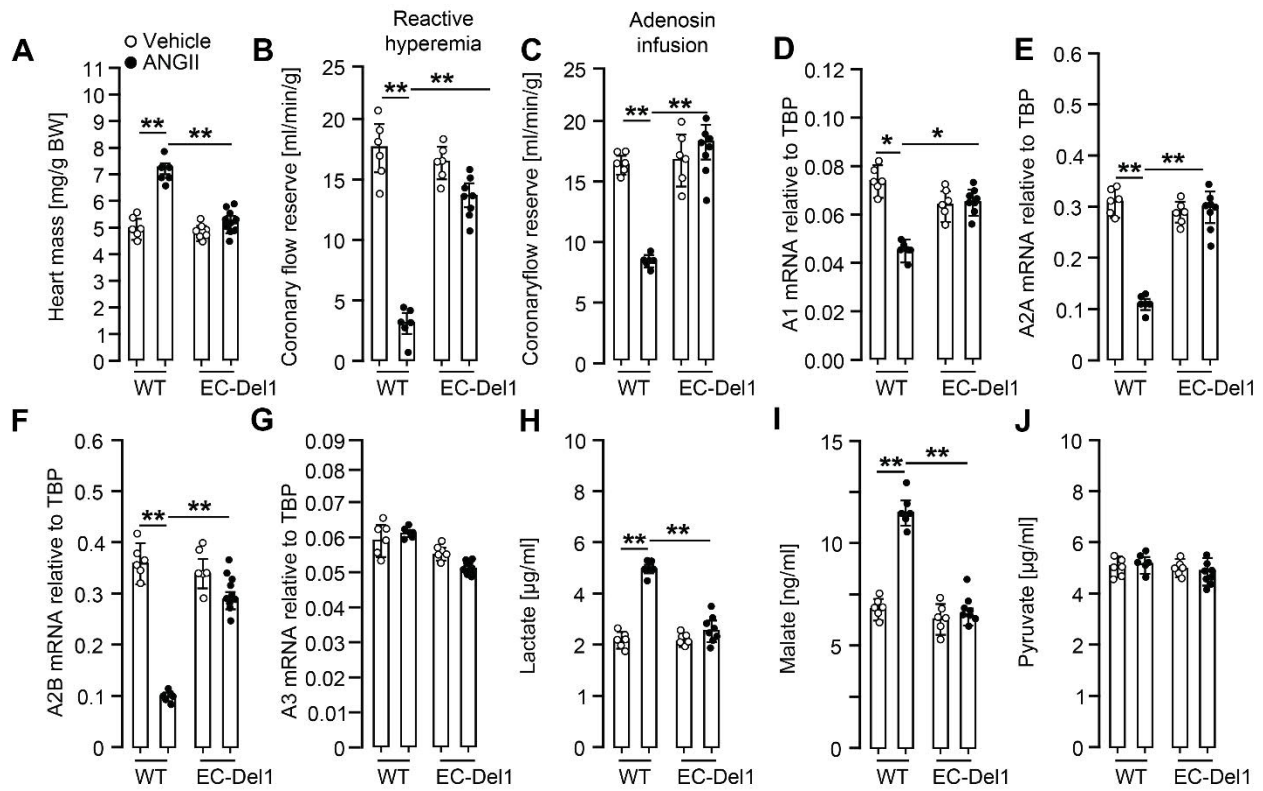 A
Vehicle
ANGII
Heart mass [mg/g BW]
11
10
9
8
7
6
5
4
3
2
1
0
**
**
WT
EC-Del1
B
Reactive
hyperemia
Coronary flow reserve [ml/min/g]
25
20
15
10
5
0
**
**
WT
EC-Del1
C
Adenosin
infusion
Coronaryflow reserve [ml/min/g]
25
20
15
10
5
0
**
**
WT
EC-Del1
D
A1 mRNA relative to TBP
0.12
0.10
0.08
0.06
0.04
0.02
0.00
*
*
WT
EC-Del1
E
A2A mRNA relative to TBP
0.6
0.5
0.4
0.3
0.2
0.1
0
**
**
WT
EC-Del1
F
A2B mRNA relative to TBP
0.6
0.5
0.4
0.3
0.1
0
**
**
WT
EC-Del1
G
A3 mRNA relative to TBP
0.09
0.08
0.07
0.06
0.05
0.04
0.03
0.02
0.01
0
WT
EC-Del1
H
Lactate [µg/ml]
10
8
6
4
2
1
0
**
**
WT
EC-Del1
I
Malate [ng/ml]
15
10
5
0
**
**
WT
EC-Del1
J
Pyruvate [µg/ml]
10
8
6
4
2
1
0
WT
EC-Del1